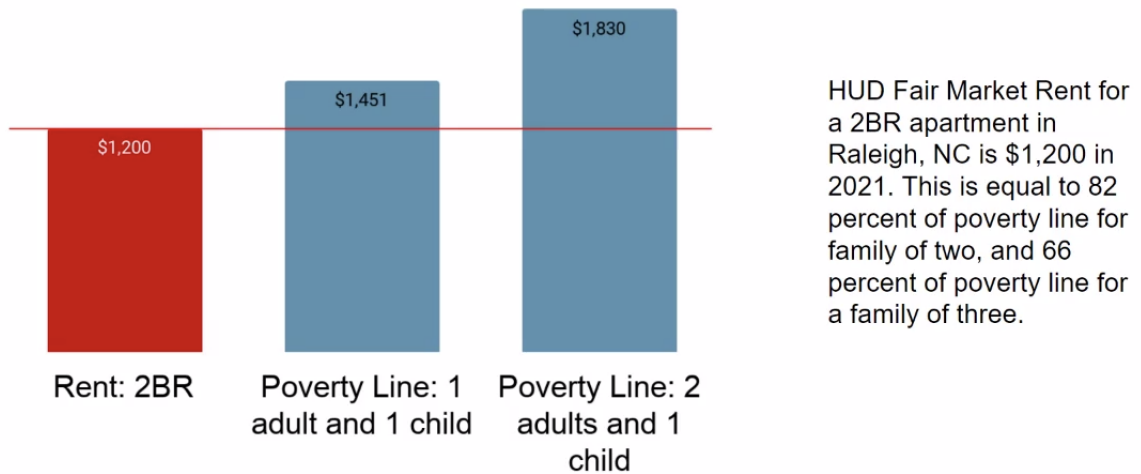 $1,830
$1,451
$1,200
Rent: 2BR
Poverty Line: 1
adult and 1 child
Poverty Line: 2
adults and 1
child
HUD Fair Market Rent for
a 2BR apartment in
Raleigh, NC is $1,200 in
2021. This is equal to 82
percent of poverty line for
family of two, and 66
percent of poverty line for
a family of three.